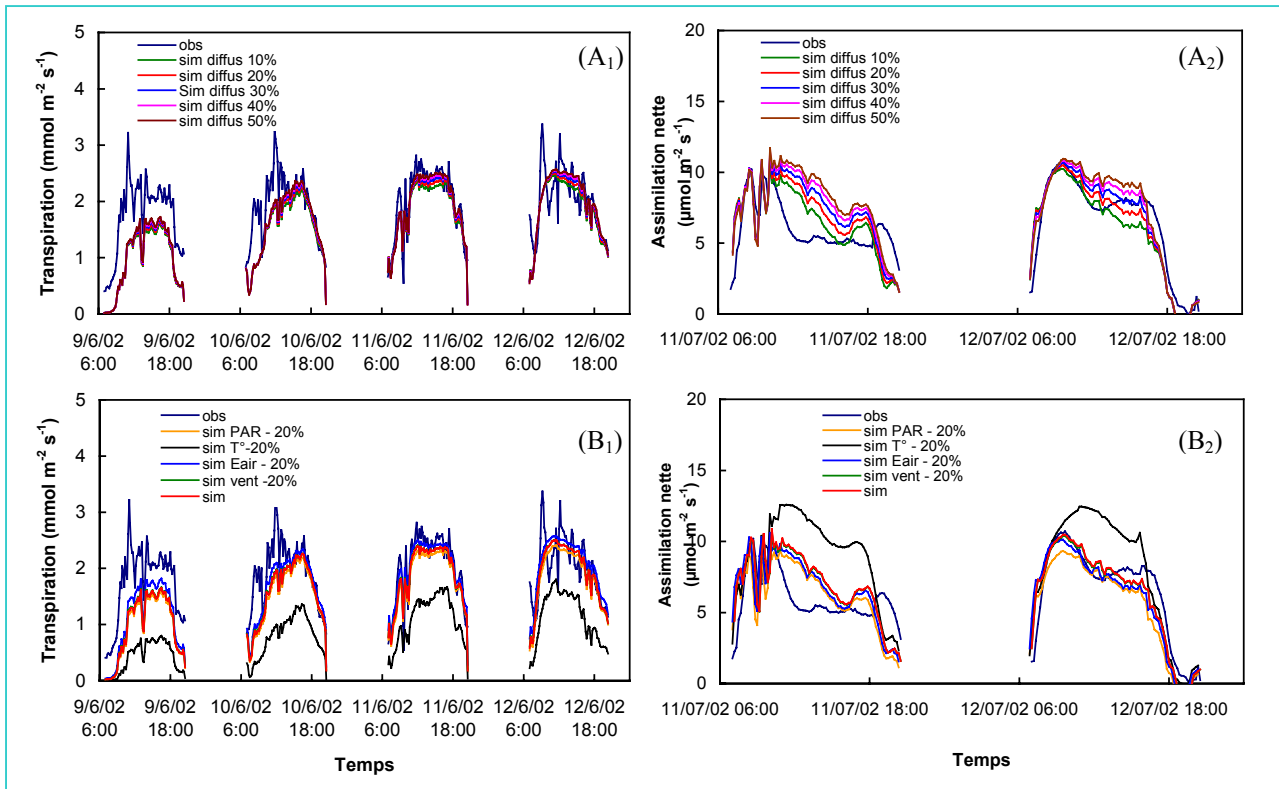 (A1)
Transpiration (mmol m-2 s-1)
5
4
3
2
1
0
obs
sim diffus 10%
sim diffus 20%
Sim diffus 30%
sim diffus 40%
sim diffus 50%
9/6/02 9/6/02 10/6/02 10/6/02 11/6/02 11/6/02 12/6/02 12/6/02
6:00 18:00 6:00 18:00 6:00 18:00 6:00 18:00
(A2)
Assimilation nette
(µmol m-2 s-1)
20
15
10
5
0
obs
sim diffus 10%
sim diffus 20%
sim diffus 30%
sim diffus 40%
sim diffus 50%
11/07/02 06:00 11/07/02 18:00 12/07/02 06:00 12/07/02 18:00
(B1)
Transpiration (mmol m-2 s-1)
5
4
3
2
1
0
obs
sim PAR - 20%
sim T°-20%
sim Eair - 20%
sim vent -20%
sim
9/6/02 9/6/02 10/6/02 10/6/02 11/6/02 11/6/02 12/6/02 12/6/02
6:00 18:00 6:00 18:00 6:00 18:00 6:00 18:00
Temps
(B2)
Assimilation nette
(µmol m-2 s-1)
20
15
10
5
0
obs
sim PAR - 20%
sim T° - 20%
sim Eair - 20%
sim vent - 20%
sim
11/07/02 06:00 11/07/02 18:00 12/07/02 06:00 12/07/02 18:00
Temps